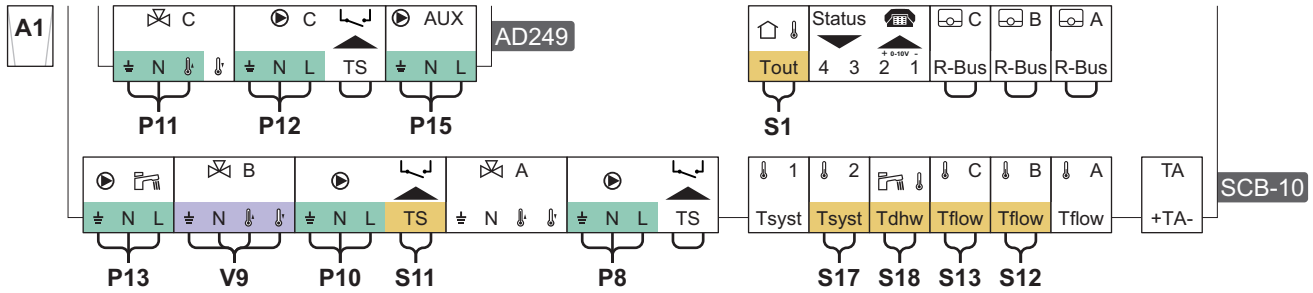 A1
C
C
AUX
AD249
N
N L
TS
N L
P11
P12
P15
Status
C
B
A
+ 0-10V -
Tout
4 3
2 1
R-Bus
R-Bus
R-Bus
S1
B
A
1
2
C
B
A
TA
SCB-10
N L
N
N L
TS
N
N L
TS
Tsyst
Tsyst
Tdhw
Tflow
Tflow
Tflow
+TA-
P13
V9
P10
S11
P8
S17
S18
S13
S12